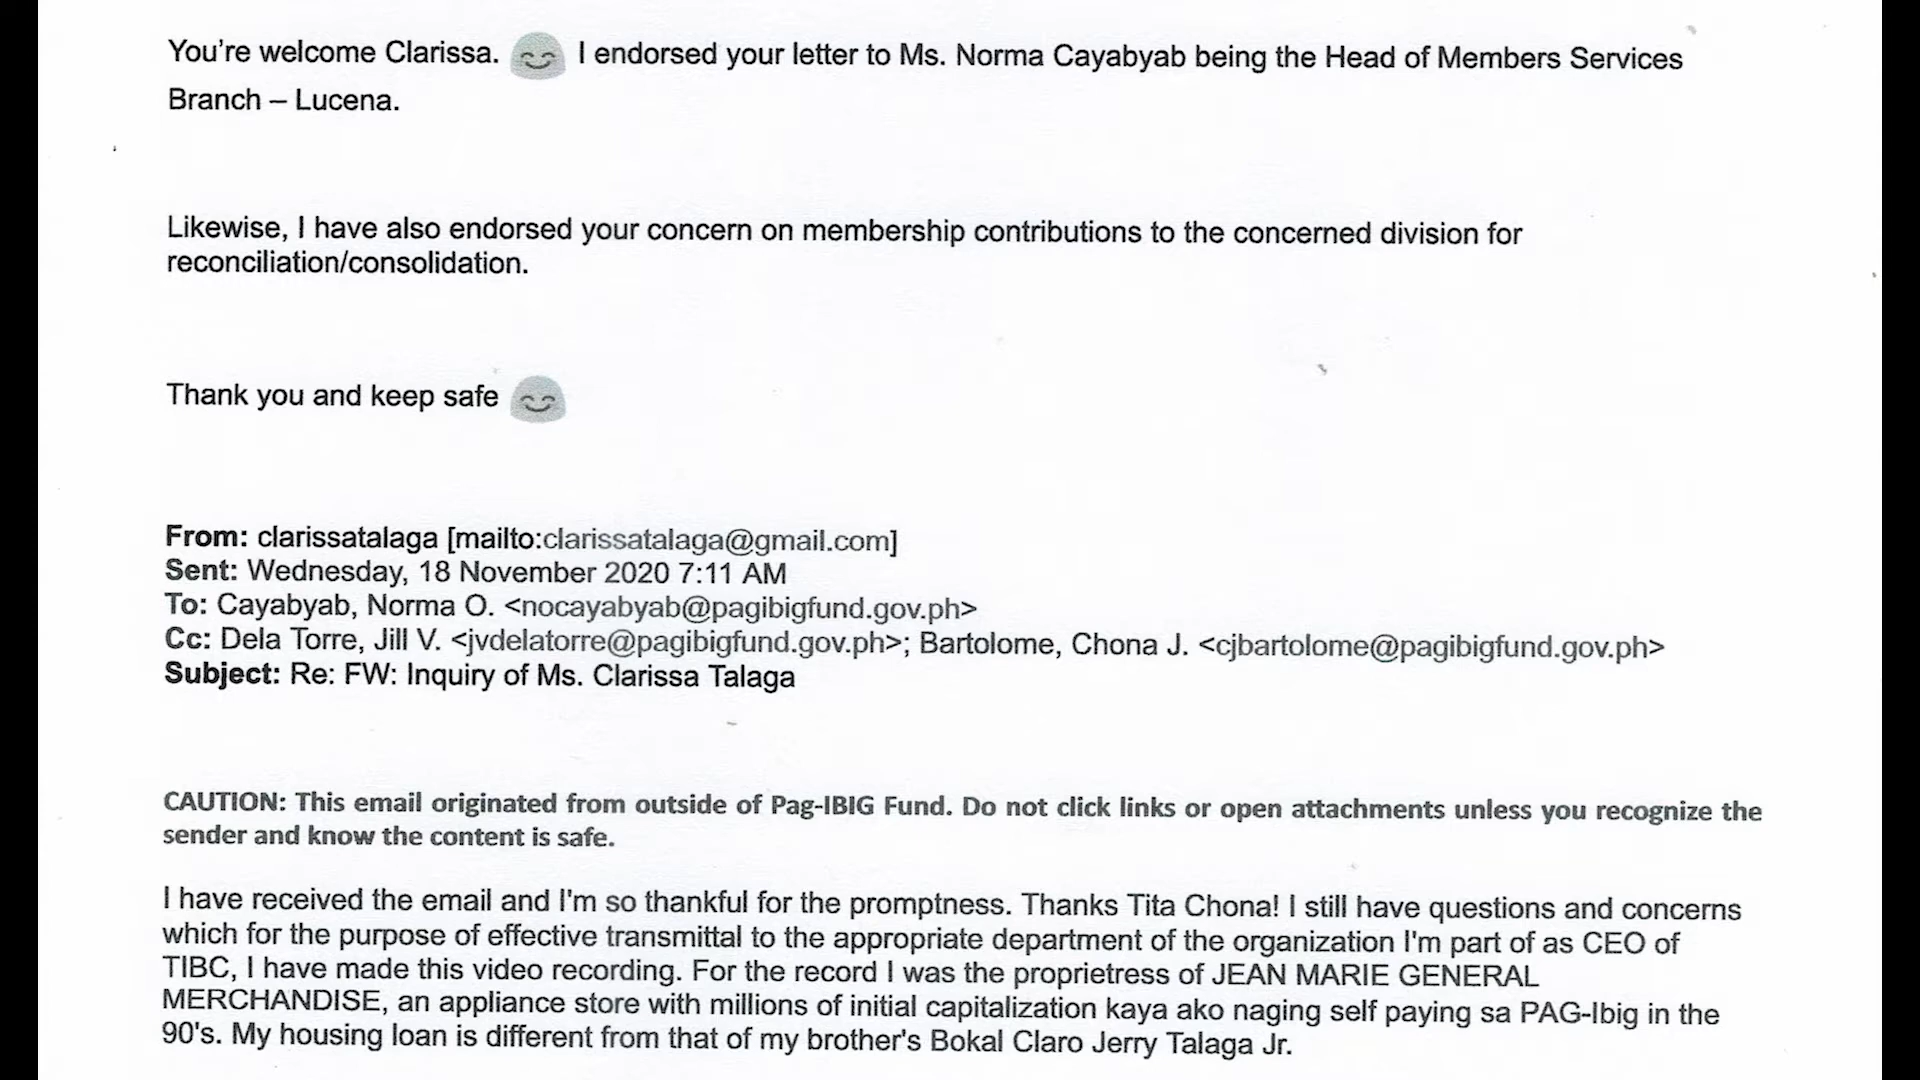 You're welcome Clarissa. 😊 I endorsed your letter to Ms. Norma Cayabyab being the Head of Members Services
Branch – Lucena.
Likewise, I have also endorsed your concern on membership contributions to the concerned division for
reconciliation/consolidation.
Thank you and keep safe 😊
From: clarissatalaga [mailto:clarissatalaga@gmail.com]
Sent: Wednesday, 18 November 2020 7:11 AM
To: Cayabyab, Norma O. <nocayabyab@pagibigfund.gov.ph>
Cc: Dela Torre, Jill V. <jvdelatorre@pagibigfund.gov.ph>; Bartolome, Chona J. <cjbartolome@pagibigfund.gov.ph>
Subject: Re: FW: Inquiry of Ms. Clarissa Talaga
CAUTION: This email originated from outside of Pag-IBIG Fund. Do not click links or open attachments unless you recognize the
sender and know the content is safe.
I have received the email and I'm so thankful for the promptness. Thanks Tita Chona! I still have questions and concerns
which for the purpose of effective transmittal to the appropriate department of the organization I'm part of as CEO of
TIBC, I have made this video recording. For the record I was the proprietress of JEAN MARIE GENERAL
MERCHANDISE, an appliance store with millions of initial capitalization kaya ako naging self paying sa PAG-Ibig in the
90's. My housing loan is different from that of my brother's Bokal Claro Jerry Talaga Jr.